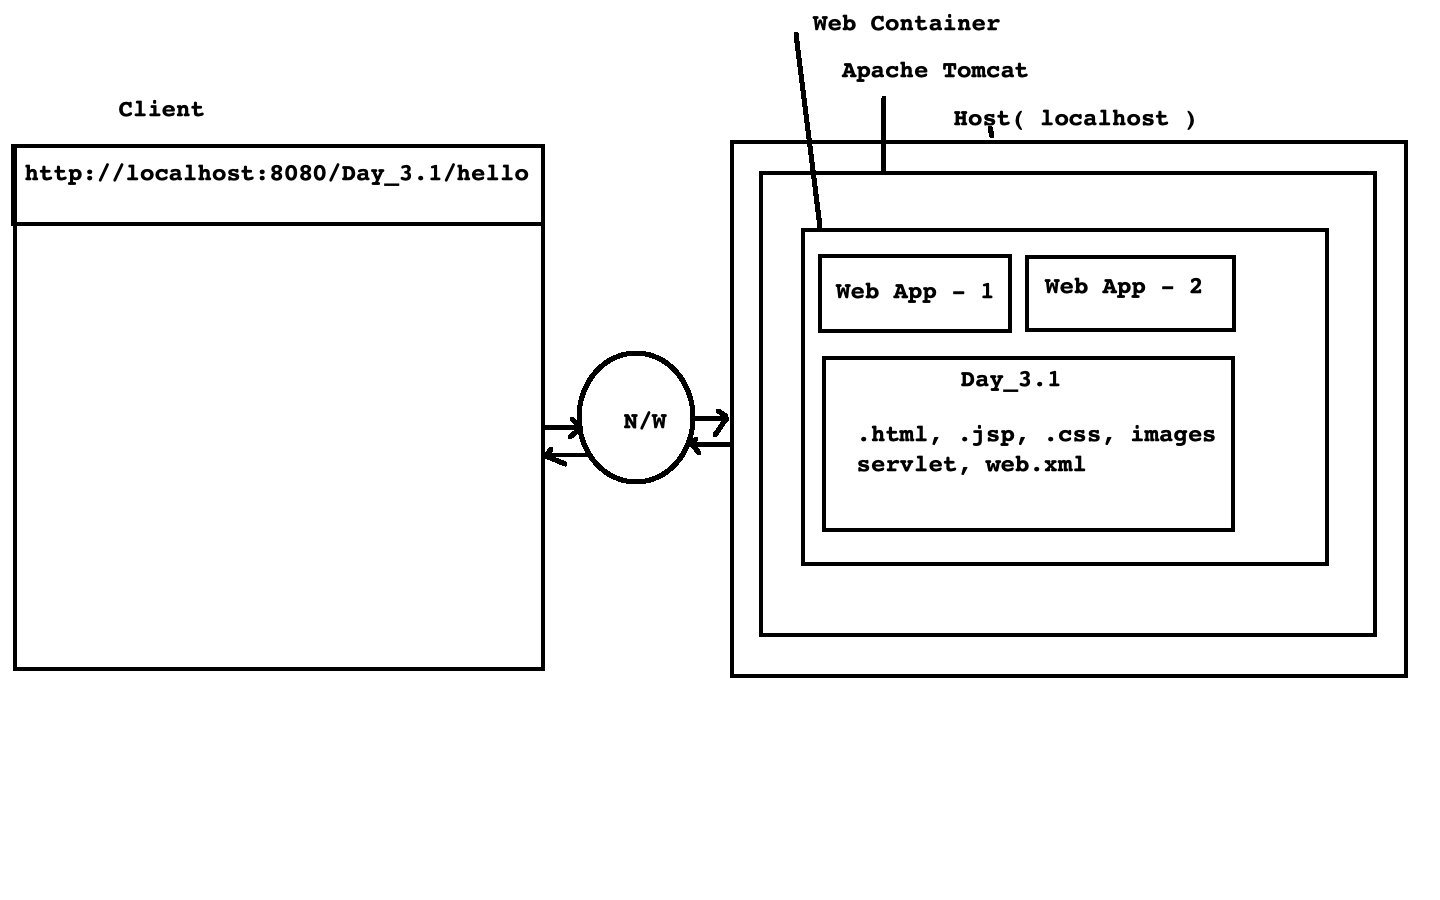 Web Container
Apache Tomcat
Host( localhost )
Client
http://localhost:8080/Day_3.1/hello
Web App - 1
Web App - 2
Day_3.1
.html, .jsp, .css, images
servlet, web.xml
N/W